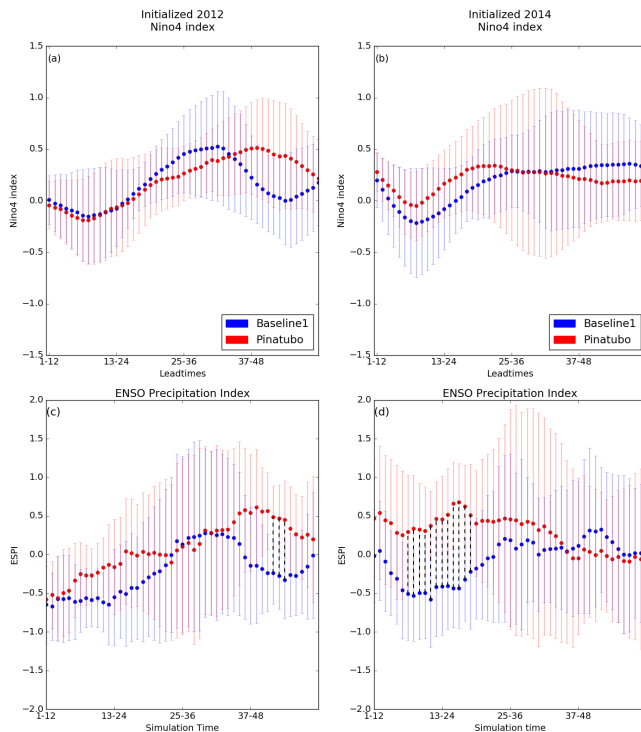 Initialized 2012
Nino4 index
Initialized 2014
Nino4 index
(a)
1.5
1.0
0.5
0.0
−0.5
−1.0
−1.5
Nino4 index
Baseline1
Pinatubo
1-12
13-24
25-36
37-48
Leadtimes
(b)
1.5
1.0
0.5
0.0
−0.5
−1.0
−1.5
Nino4 index
Baseline1
Pinatubo
1-12
13-24
25-36
37-48
Leadtimes
ENSO Precipitation Index
(c)
2.0
1.5
1.0
0.5
0.0
−0.5
−1.0
−1.5
−2.0
ESPI
1-12
13-24
25-36
37-48
Simulation Time
ENSO Precipitation Index
(d)
2.0
1.5
1.0
0.5
0.0
−0.5
−1.0
−1.5
−2.0
ESPI
1-12
13-24
25-36
37-48
Simulation time